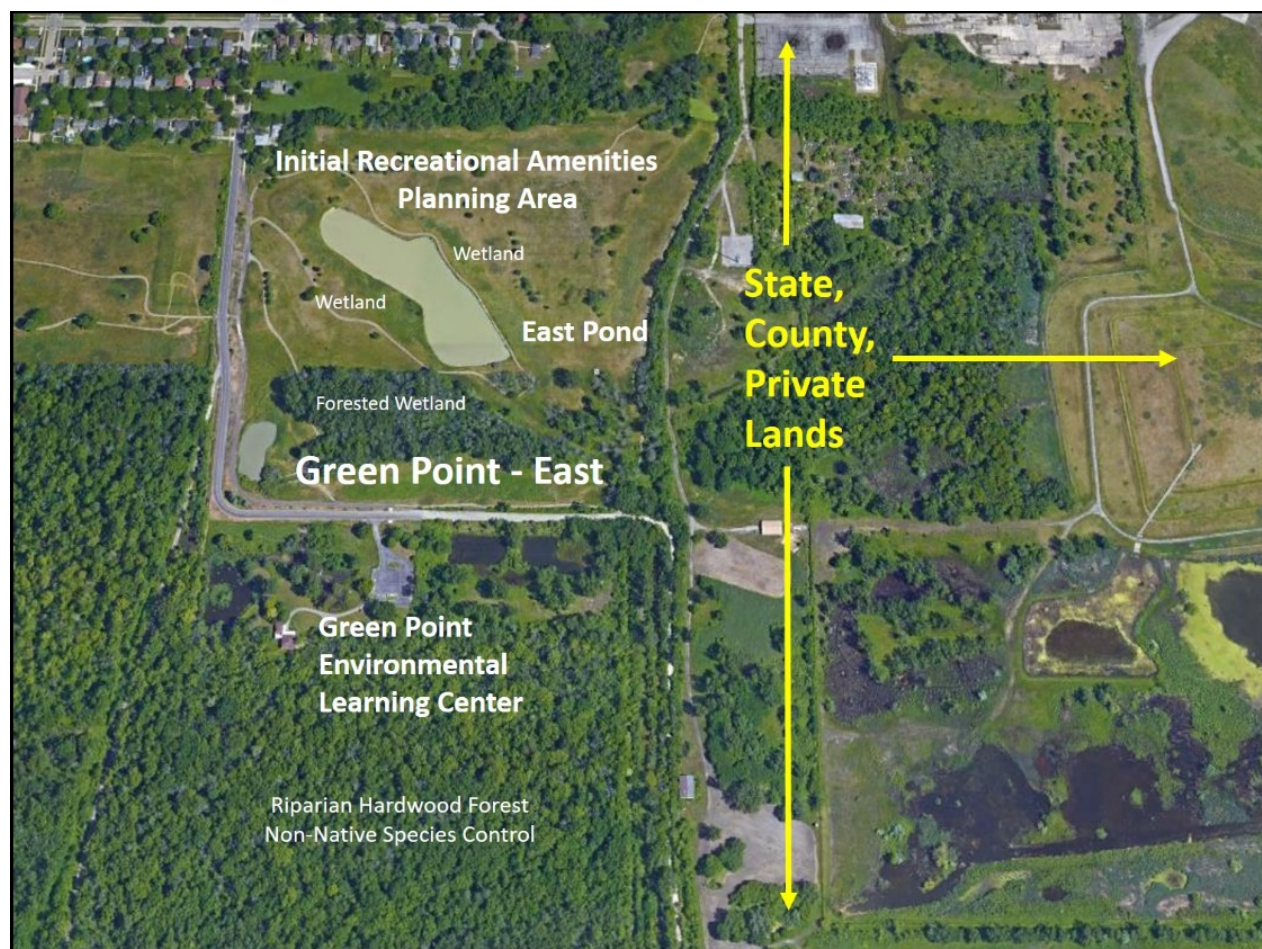 Initial Recreational Amenities
Planning Area
Wetland
Wetland
East Pond
State,
County,
Private
Lands
Forested Wetland
Green Point - East
Green Point
Environmental
Learning Center
Riparian Hardwood Forest
Non-Native Species Control